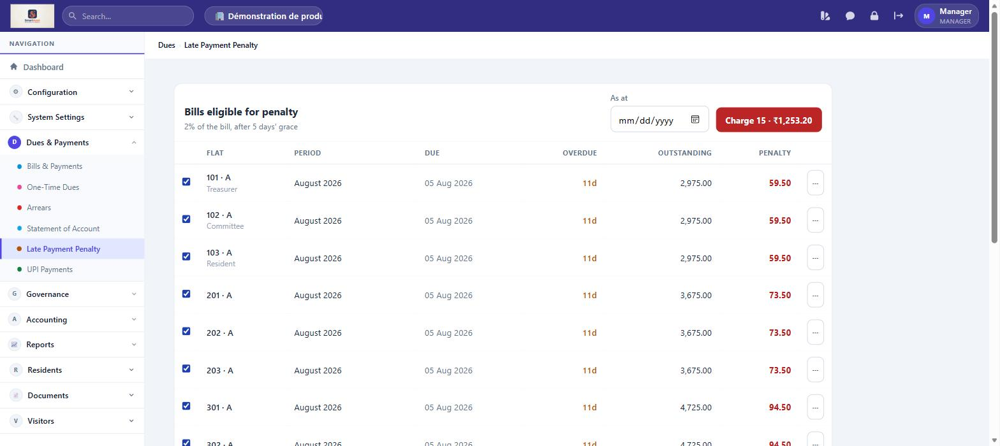 Search...
Démonstration de produ
Manager
MANAGER
NAVIGATION
Dues
Late Payment Penalty
Dashboard
Configuration
System Settings
D
Dues & Payments
Bills & Payments
One-Time Dues
Arrears
Statement of Account
Late Payment Penalty
UPI Payments
G
Governance
A
Accounting
Reports
R
Residents
Documents
V
Visitors
M
Bills eligible for penalty
2% of the bill, after 5 days' grace
As at
mm/dd/yyyy
Charge 15 · ₹1,253.20
FLAT PERIOD DUE OVERDUE OUTSTANDING PENALTY
101 · A August 2026 05 Aug 2026 11d 2,975.00 59.50 ---
Treasurer
102 · A August 2026 05 Aug 2026 11d 2,975.00 59.50 ---
Committee
103 · A August 2026 05 Aug 2026 11d 2,975.00 59.50 ---
Resident
201 · A August 2026 05 Aug 2026 11d 3,675.00 73.50 ---
202 · A August 2026 05 Aug 2026 11d 3,675.00 73.50 ---
203 · A August 2026 05 Aug 2026 11d 3,675.00 73.50 ---
301 · A August 2026 05 Aug 2026 11d 4,725.00 94.50 ---
302 · A August 2026 05 Aug 2026 11d 4,725.00 94.50 ---